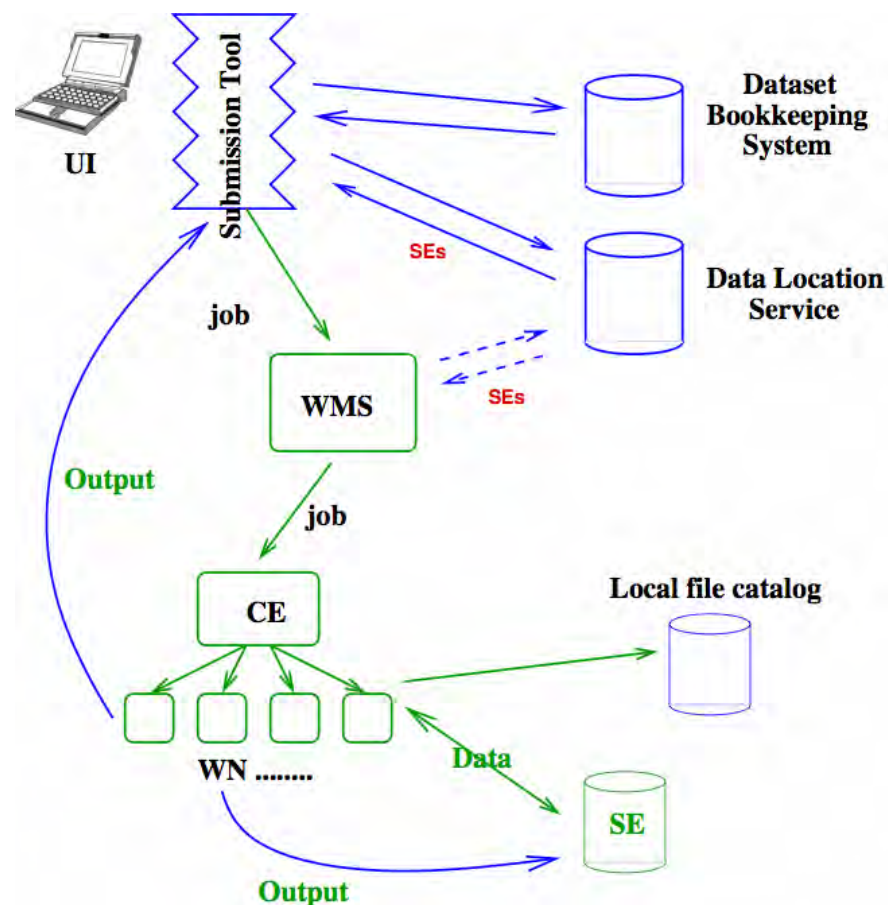 Submission Tool
UI
Dataset
Bookkeeping
System
SEs
Data Location
Service
job
WMS
SEs
Output
job
CE
Local file catalog
WN ........
Data
SE
Output